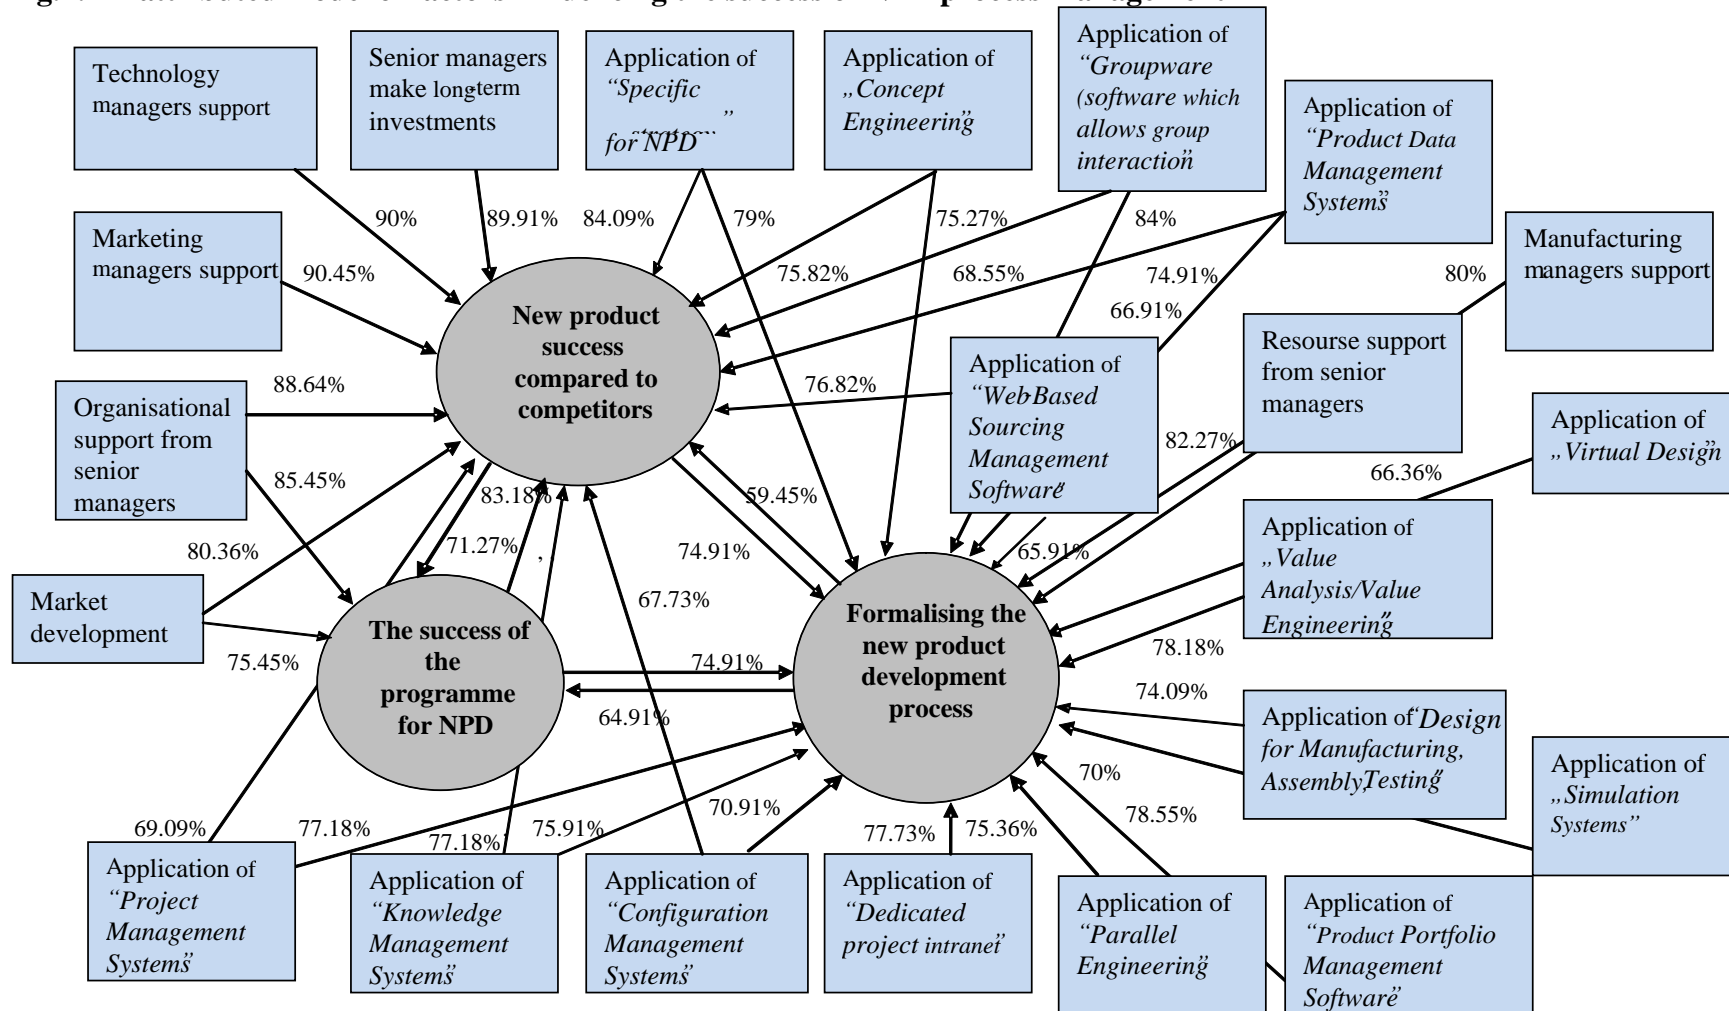 Technology
managers support
Senior managers
make long-term
investments
Application of
“Specific
”
for NPD
Application of
„Concept
Engineering”
Application of
“Groupware
(software which
allows group
interaction”
Application of
“Product Data
Management
Systems”
Marketing
managers support
Manufacturing
managers support
90%
89.91%
84.09%
79%
75.27%
84%
90.45%
75.82%
68.55%
74.91%
80%
66.91%
New product
success
compared to
competitors
Resourse support
from senior
managers
Application of
“Web-Based
Sourcing
Management
Software”
88.64%
76.82%
Organisational
support from
senior
managers
Application of
„Virtual Design”
82.27%
66.36%
85.45%
83.18%
59.45%
80.36%
71.27%
74.91%
65.91%
Application of
„Value
Analysis/Value
Engineering”
Market
development
67.73%
The success of
the
programme
for NPD
Formalising the
new product
development
process
75.45%
74.91%
78.18%
64.91%
74.09%
Application of “Design
for Manufacturing,
Assembly,Testing”
Application of
„Simulation
Systems”
70%
78.55%
69.09%
77.18%
77.18%
75.91%
70.91%
77.73%
75.36%
Application of
“Project
Management
Systems”
Application of
“Knowledge
Management
Systems”
Application of
“Configuration
Management
Systems”
Application of
“Dedicated
project intranet”
Application of
“Parallel
Engineering”
Application of
“Product Portfolio
Management
Software”